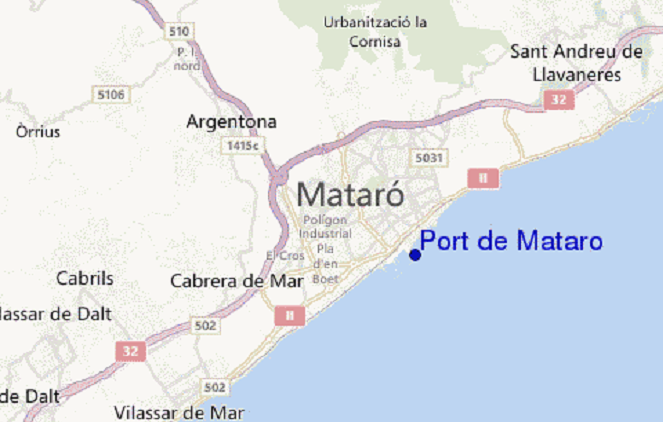 Urbanització la
Cornisa
510
P. I.
nord
Sant Andreu de
Llavaneres
5106
32
Òrrius
Argentona
1415c
5031
II
Mataró
Polígon
Industrial
Pla
d'en
Boet
El Cros
Port de Mataro
Cabrils
Cabrera de Mar
lassar de Dalt
II
502
32
502
de Dalt
Vilassar de Mar